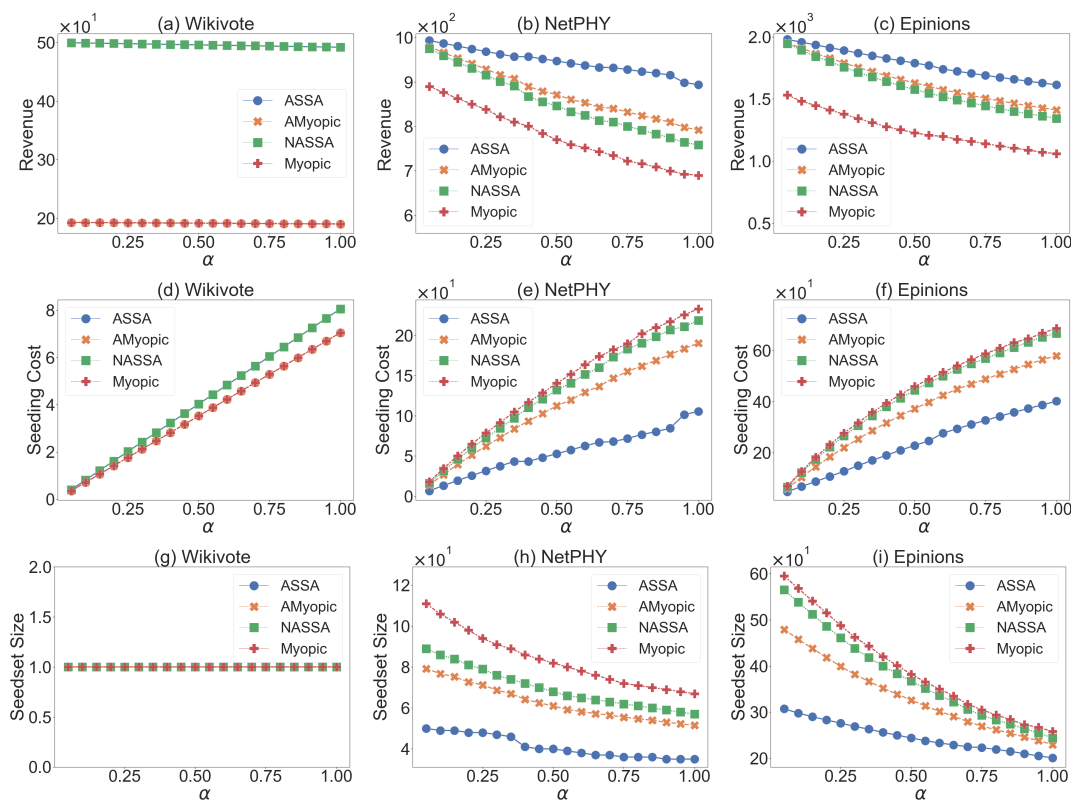 (a) Wikivote
×10¹
50
40
30
20
Revenue
ASSA
AMyopic
NASSA
Myopic
0.25 0.50 0.75 1.00
α
(b) NetPHY
×10²
10
9
8
7
6
Revenue
ASSA
AMyopic
NASSA
Myopic
0.25 0.50 0.75 1.00
α
(c) Epinions
×10³
2.0
1.5
1.0
0.5
Revenue
ASSA
AMyopic
NASSA
Myopic
0.25 0.50 0.75 1.00
α
(d) Wikivote
8
6
4
2
0
Seeding Cost
ASSA
AMyopic
NASSA
Myopic
0.25 0.50 0.75 1.00
α
(e) NetPHY
×10¹
20
15
10
5
0
Seeding Cost
ASSA
AMyopic
NASSA
Myopic
0.25 0.50 0.75 1.00
α
(f) Epinions
×10¹
60
40
20
Seeding Cost
ASSA
AMyopic
NASSA
Myopic
0.25 0.50 0.75 1.00
α
(g) Wikivote
2.0
1.5
1.0
0.5
0.0
Seedset Size
ASSA
AMyopic
NASSA
Myopic
0.25 0.50 0.75 1.00
α
(h) NetPHY
×10¹
12
10
8
6
4
Seedset Size
ASSA
AMyopic
NASSA
Myopic
0.25 0.50 0.75 1.00
α
(i) Epinions
×10¹
60
50
40
30
20
Seedset Size
ASSA
AMyopic
NASSA
Myopic
0.25 0.50 0.75 1.00
α